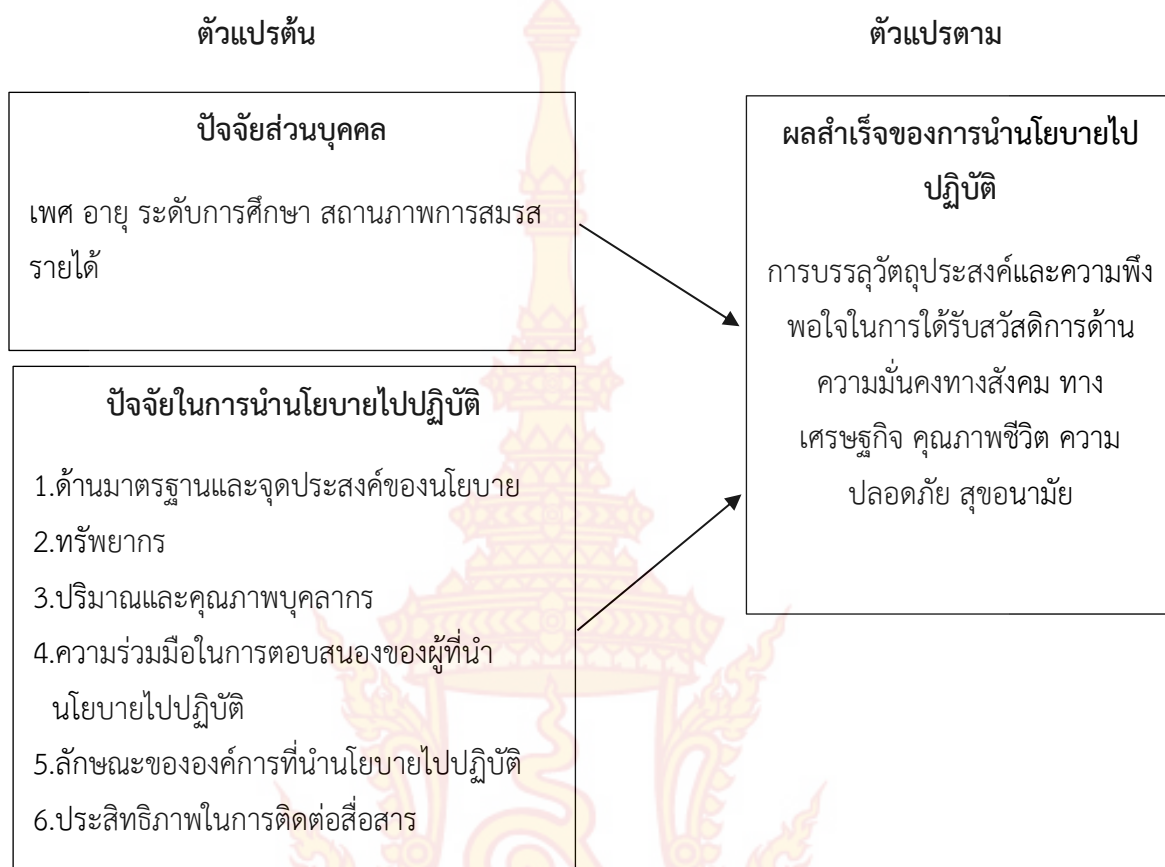 ตัวแปรต้น
ตัวแปรตาม
ปัจจัยส่วนบุคคล
เพศ อายุ ระดับการศึกษา สถานภาพการสมรส
รายได้
ปัจจัยในการนำนโยบายไปปฏิบัติ
1.ด้านมาตรฐานและจุดประสงค์ของนโยบาย
2.ทรัพยากร
3.ปริมาณและคุณภาพบุคลากร
4.ความร่วมมือในการตอบสนองของผู้ที่นำ
นโยบายไปปฏิบัติ
5.ลักษณะขององค์การที่นำนโยบายไปปฏิบัติ
6.ประสิทธิภาพในการติดต่อสื่อสาร
ผลสำเร็จของการนำนโยบายไป
ปฏิบัติ
การบรรลุวัตถุประสงค์และความพึง
พอใจในการใด้รับสวัสดิการด้าน
ความมั่นคงทางสังคม ทาง
เศรษฐกิจ คุณภาพชีวิต ความ
ปลอดภัย สุขอนามัย